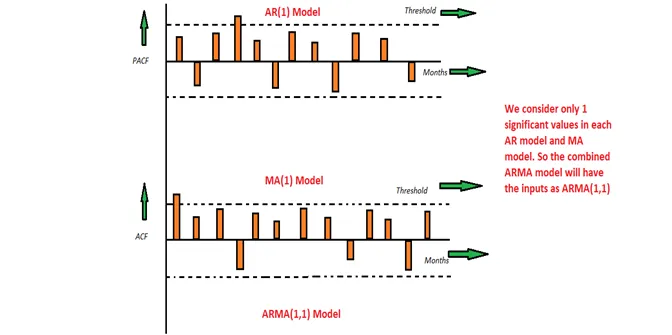 AR(1) Model
Threshold
PACF
Months
We consider only 1
significant values in each
AR model and MA
model. So the combined
ARMA model will have
the inputs as ARMA(1,1)
MA(1) Model
Threshold
ACF
Months
ARMA(1,1) Model